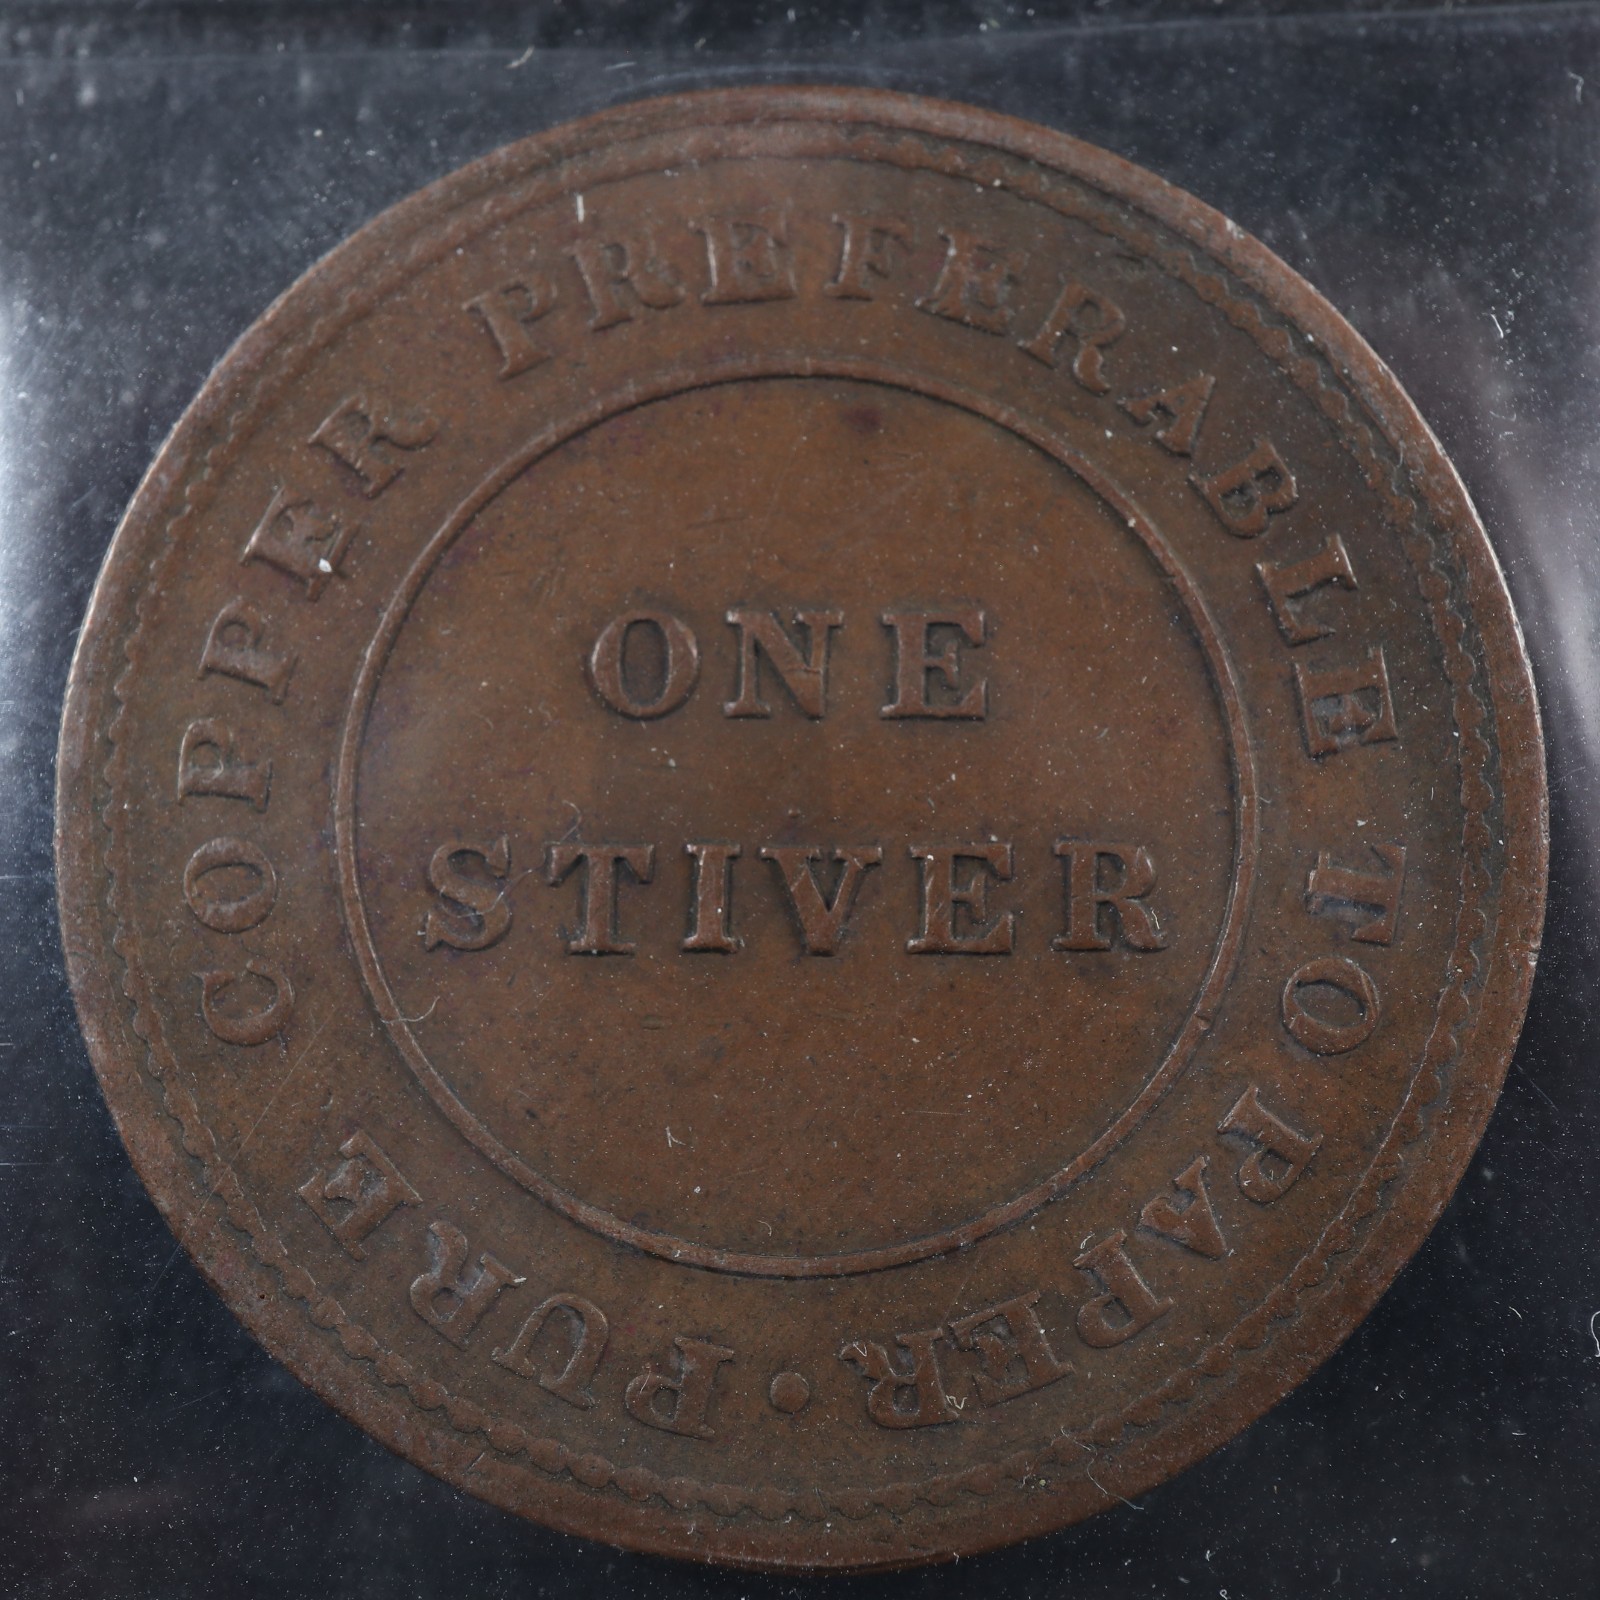 PURE COPPER PREFERABLE TO PAPER •
ONE
STIVER